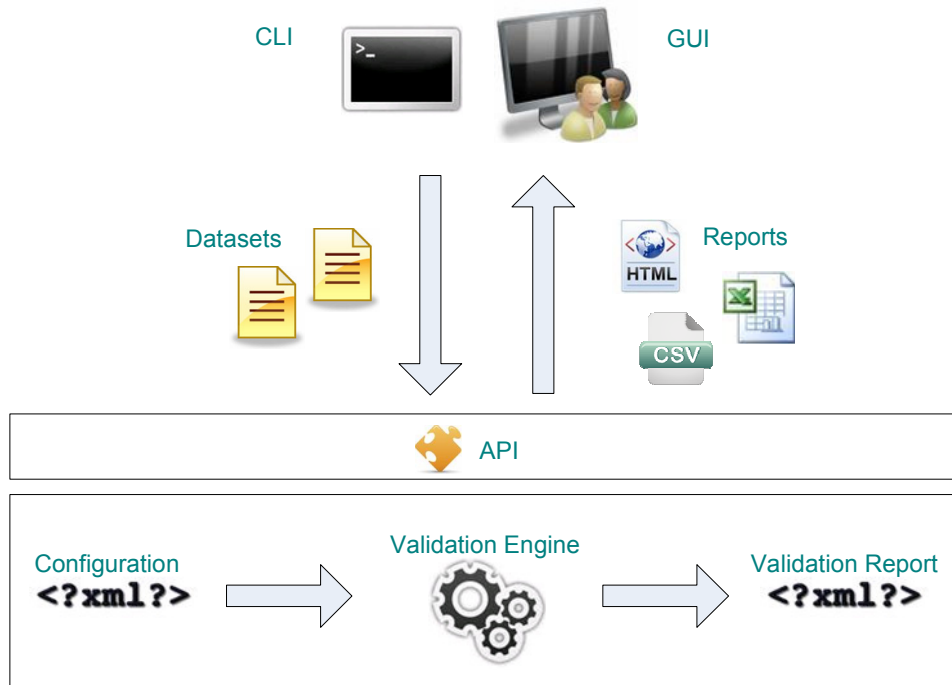 CLI
>_
GUI
Datasets
Reports
<>
HTML
X
CSV
API
Configuration
<?xml?>
Validation Engine
Validation Report
<?xml?>